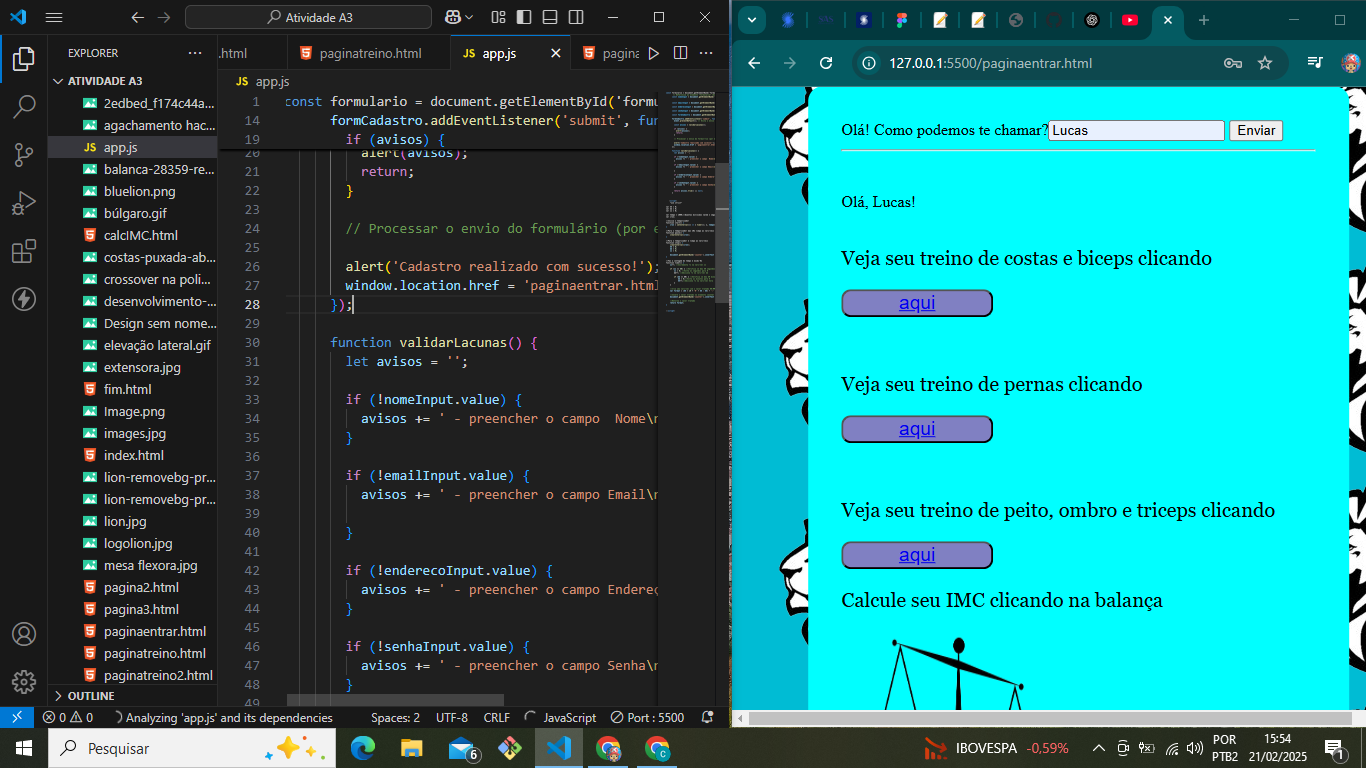 Atividade A3
EXPLORER
.html
paginatreino.html
app.js
pagina
ATIVIDADE A3
2edbed_f174c44a...
agachamento hac...
app.js
balanca-28359-re...
bluelion.png
búlgaro.gif
calcIMC.html
costas-puxada-ab...
crossover na poli...
desenvolvimento-...
Design sem nome...
elevação lateral.gif
extensora.jpg
fim.html
Image.png
images.jpg
index.html
lion-removebg-pr...
lion-removebg-pr...
lion.jpg
logolion.jpg
mesa flexora.jpg
pagina2.html
pagina3.html
paginaentrar.html
paginatreino.html
paginatreino2.html
OUTLINE
JS app.js
1 const formulario = document.getElementById('formu
14 formCadastro.addEventListener('submit', fun
19 if (avisos) {
20 alert(avisos);
21 return;
22 }
23
24 // Processar o envio do formulário (por e
25
26 alert('Cadastro realizado com sucesso!');
27 window.location.href = 'paginaentrar.html
28 });
29
30 function validarLacunas() {
31 let avisos = '';
32
33 if (!nomeInput.value) {
34 avisos += ' - preencher o campo  Nome\n
35 }
36
37 if (!emailInput.value) {
38 avisos += ' - preencher o campo Email\n
39
40 }
41
42 if (!enderecoInput.value) {
43 avisos += ' - preencher o campo Endereç
44 }
45
46 if (!senhaInput.value) {
47 avisos += ' - preencher o campo Senha\n
48 }
49
0 0 Analyzing 'app.js' and its dependencies Spaces: 2 UTF-8 CRLF JavaScript Port : 5500
127.0.0.1:5500/paginaentrar.html
Olá! Como podemos te chamar? Lucas Enviar
Olá, Lucas!
Veja seu treino de costas e biceps clicando
aqui
Veja seu treino de pernas clicando
aqui
Veja seu treino de peito, ombro e triceps clicando
aqui
Calcule seu IMC clicando na balança
Pesquisar
6
IBOVESPA -0,59%
POR
PTB2
15:54
21/02/2025
1